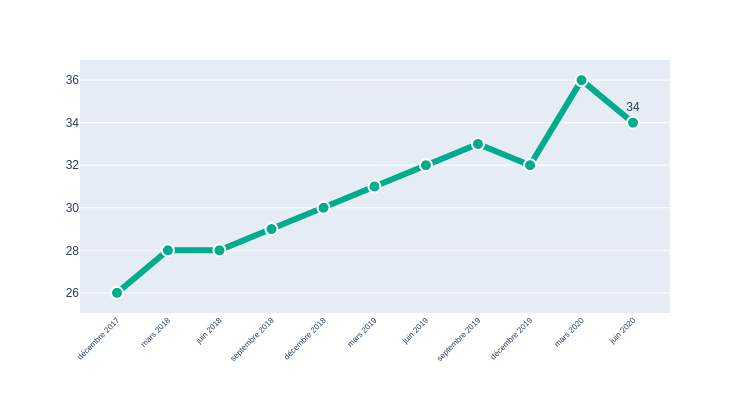 36
34
34
32
30
28
26
décembre 2017
mars 2018
juin 2018
septembre 2018
décembre 2018
mars 2019
juin 2019
septembre 2019
décembre 2019
mars 2020
juin 2020